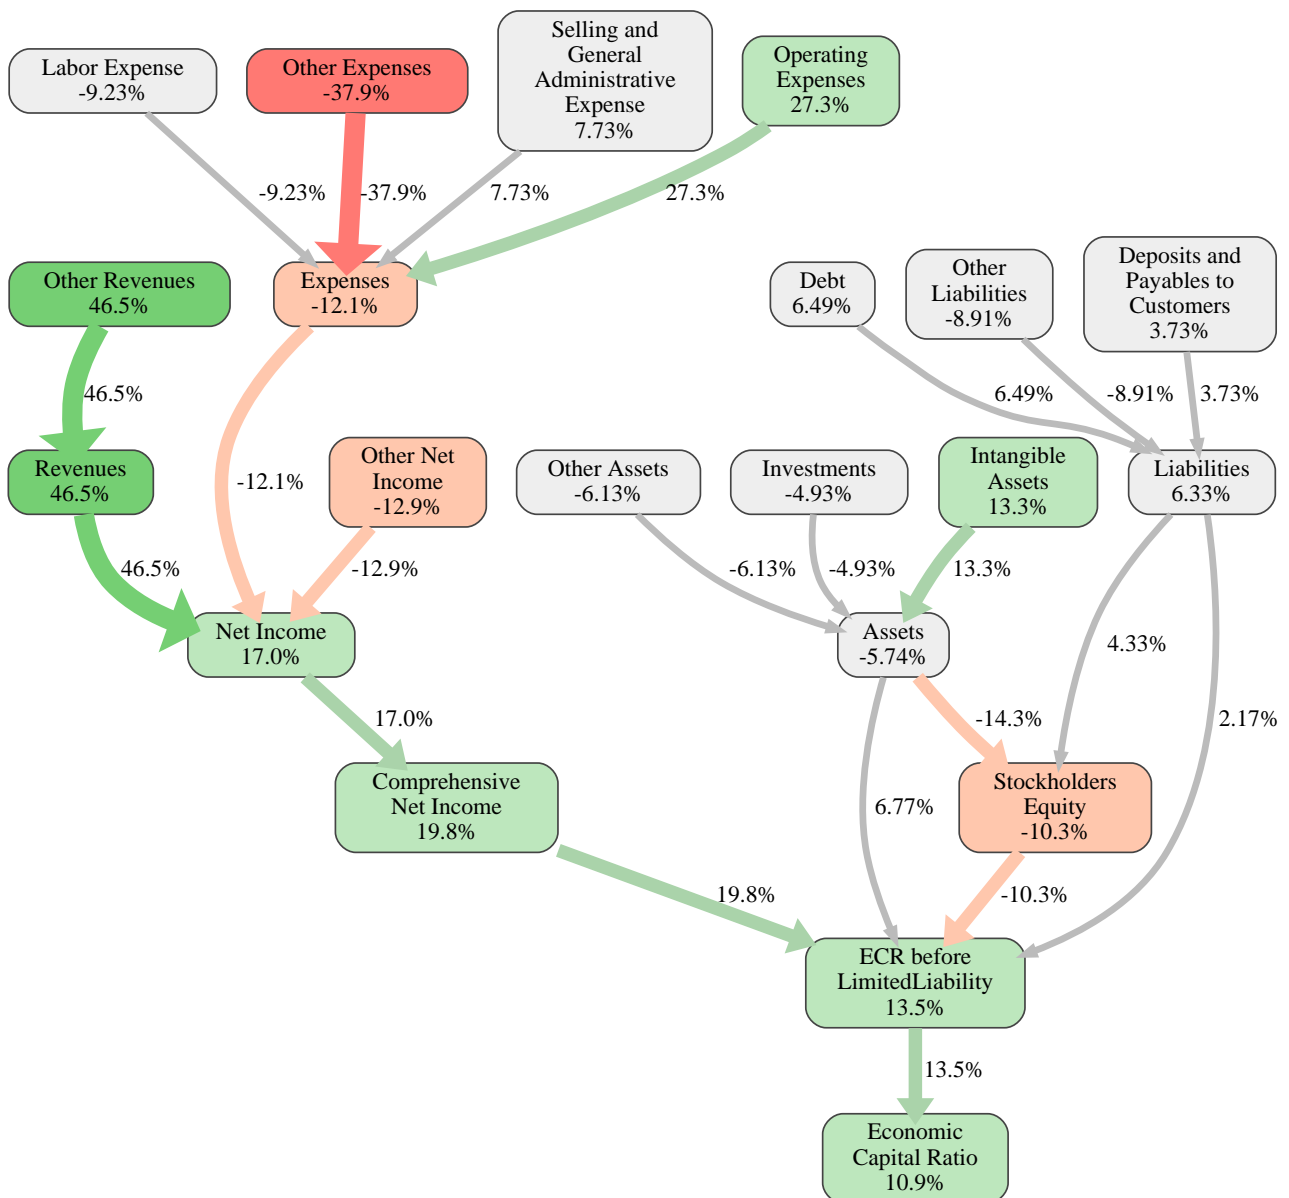 Labor Expense
-9.23%
Other Expenses
-37.9%
Selling and
General
Administrative
Expense
7.73%
Operating
Expenses
27.3%
-9.23%
-37.9%
7.73%
27.3%
Other Revenues
46.5%
Expenses
-12.1%
Debt
6.49%
Other
Liabilities
-8.91%
Deposits and
Payables to
Customers
3.73%
46.5%
6.49%
-8.91%
3.73%
Revenues
46.5%
-12.1%
Other Net
Income
-12.9%
Other Assets
-6.13%
Investments
-4.93%
Intangible
Assets
13.3%
Liabilities
6.33%
46.5%
-12.9%
-6.13%
-4.93%
13.3%
Net Income
17.0%
Assets
-5.74%
4.33%
17.0%
-14.3%
2.17%
Comprehensive
Net Income
19.8%
6.77%
Stockholders
Equity
-10.3%
19.8%
-10.3%
ECR before
LimitedLiability
13.5%
13.5%
Economic
Capital Ratio
10.9%